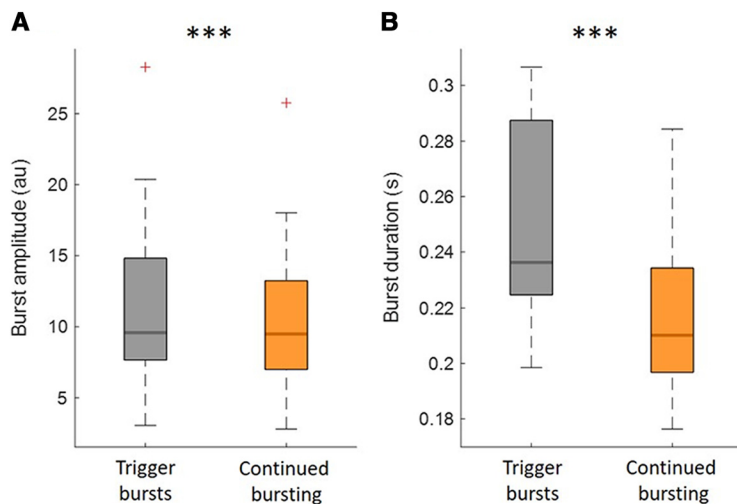 A
***
Burst amplitude (au)
25
20
15
10
5
Trigger
bursts
Continued
bursting
B
***
Burst duration (s)
0.3
0.28
0.26
0.24
0.22
0.2
0.18
Trigger
bursts
Continued
bursting